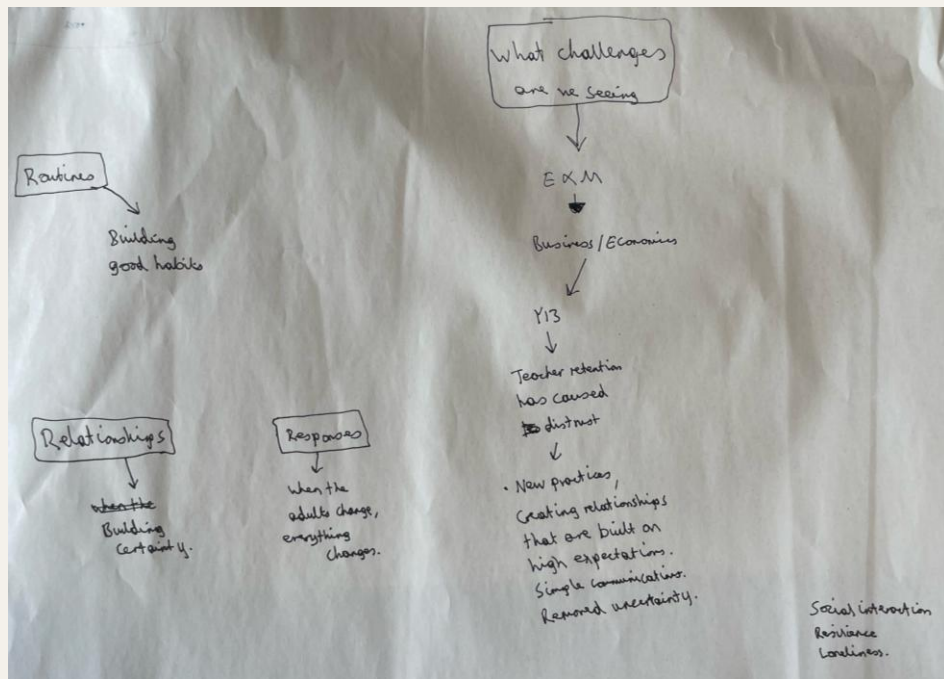 What challenges
are we seeing
E & M
Business/Economics
Y13
Teacher retention
has caused
distrust
• New practices,
Creating relationships
that are built on
high expectations.
Simple communication.
Removed uncertainty.
Routines
Building
good habits
Relationships
when the
Building
Certainty.
Responses
When the
adults change,
everything
changes.
Social interaction
Resilience
Loneliness.